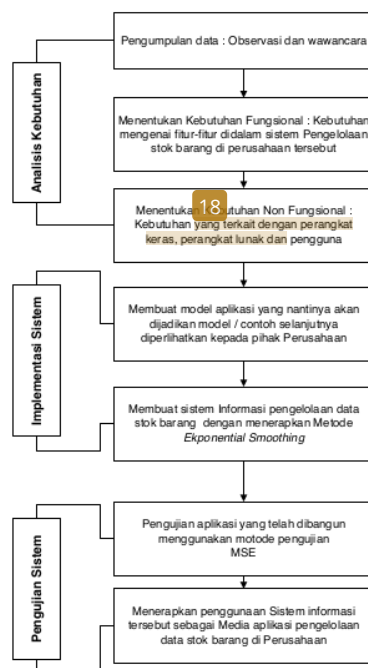 Analisis Kebutuhan
Pengumpulan data : Observasi dan wawancara
Menentukan Kebutuhan Fungsional : Kebutuhan
mengenai fitur-fitur didalam sistem Pengelolaan
stok barang di perusahaan tersebut
18
Menentukan Kebutuhan Non Fungsional :
Kebutuhan yang terkait dengan perangkat
keras, perangkat lunak dan pengguna
Implementasi Sistem
Membuat model aplikasi yang nantinya akan
dijadikan model / contoh selanjutnya
diperlihatkan kepada pihak Perusahaan
Membuat sistem Informasi pengelolaan data
stok barang dengan menerapkan Metode
Ekponential Smoothing
Pengujian Sistem
Pengujian aplikasi yang telah dibangun
menggunakan motode pengujian
MSE
Menerapkan penggunaan Sistem informasi
tersebut sebagai Media aplikasi pengelolaan
data stok barang di Perusahaan